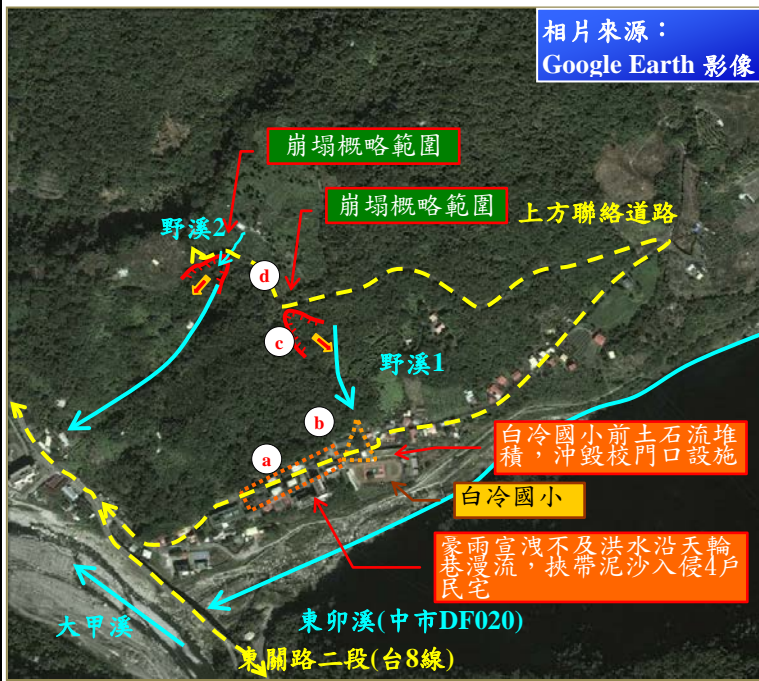 相片來源：
Google Earth 影像
崩塌概略範圍
崩塌概略範圍
上方聯絡道路
野溪2
d
c
野溪1
b
a
白冷國小前土石流堆
積，沖毀校門口設施
白冷國小
豪雨宣洩不及洪水沿天輪
巷漫流，挾帶泥沙入侵4戶
民宅
大甲溪
東卯溪(中市DF020)
東關路二段(台8線)